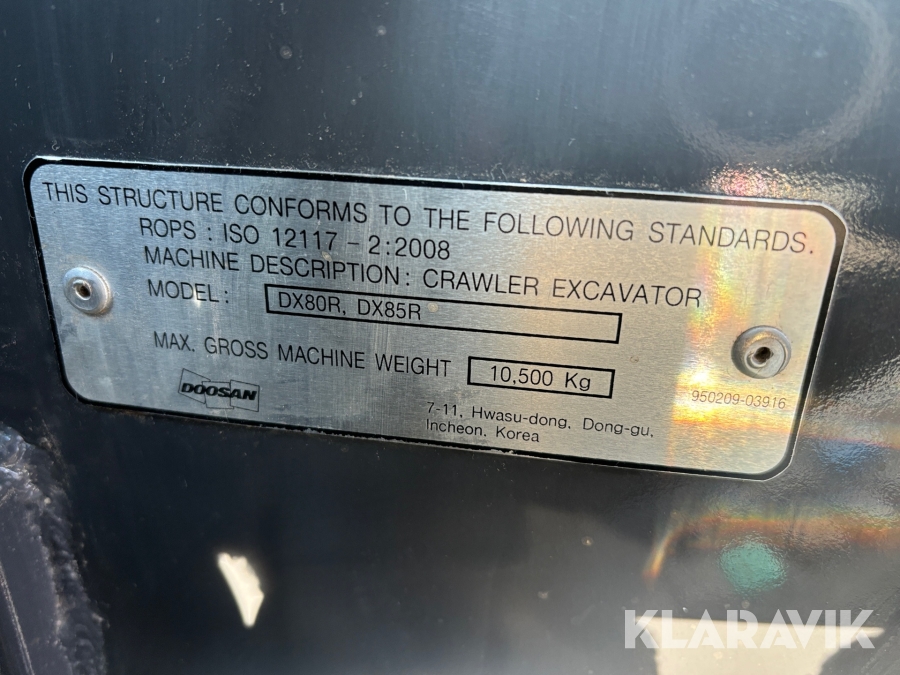 THIS STRUCTURE CONFORMS TO THE FOLLOWING STANDARDS.
ROPS : ISO 12117 - 2:2008
MACHINE DESCRIPTION : CRAWLER EXCAVATOR
MODEL : DX80R, DX85R
MAX. GROSS MACHINE WEIGHT 10,500 Kg
DOOSAN
950209-03916
7-11, Hwasu-dong, Dong-gu,
Incheon, Korea
KLARAVIK